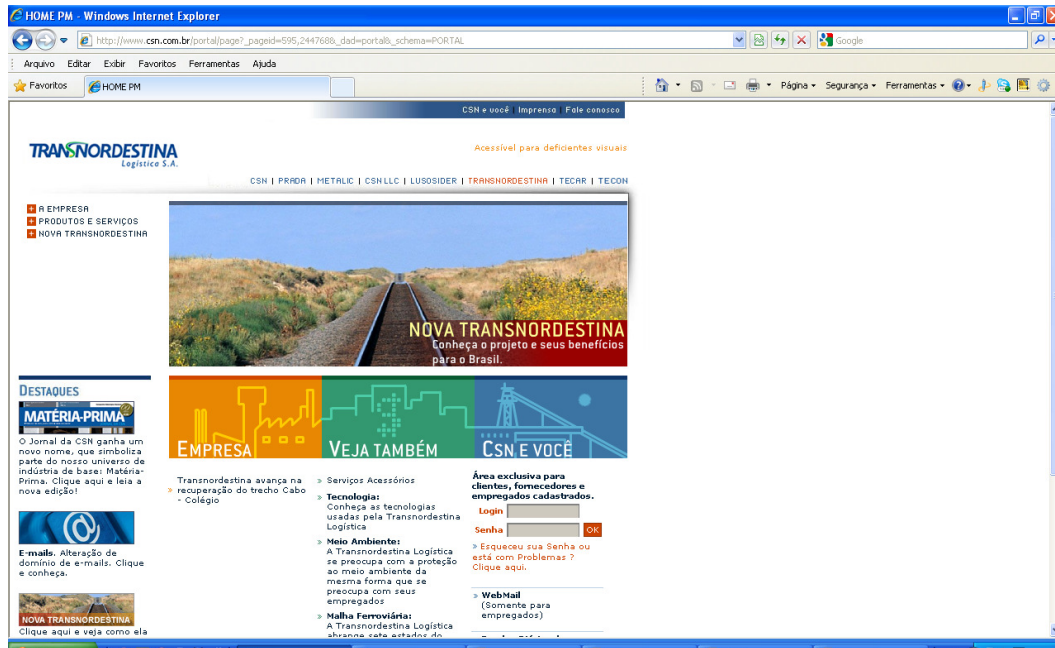 HOME PM - Windows Internet Explorer
http://www.csn.com.br/portal/page?_pageid=595,244768&_dad=portal&_schema=PORTAL
Google
Arquivo Editar Exibir Favoritos Ferramentas Ajuda
Favoritos HOME PM Página Segurança Ferramentas
CSN e você | Imprensa | Fale conosco
TRANSNORDESTINA
Logística S.A.
Acessível para deficientes visuais
CSN | PRADA | METALIC | CSN LLC | LUSOSIDER | TRANSNORDESTINA | TECAR | TECON
A EMPRESA
PRODUTOS E SERVIÇOS
NOVA TRANSNORDESTINA
NOVA TRANSNORDESTINA
Conheça o projeto e seus benefícios
para o Brasil.
DESTAQUES
MATÉRIA-PRIMA
O Jornal da CSN ganha um
novo nome, que simboliza
parte do nosso universo de
indústria de base: Matéria-
Prima. Clique aqui e leia a
nova edição!
@
E-mails. Alteração de
domínio de e-mails. Clique
e conheça.
NOVA TRANSNORDESTINA
Clique aqui e veja como ela
EMPRESA
Transnordestina avança na
» recuperação do trecho Cabo
- Colégio
VEJA TAMBÉM
» Serviços Acessórios
» Tecnologia:
Conheça as tecnologias
usadas pela Transnordestina
Logística
» Meio Ambiente:
A Transnordestina Logística
se preocupa com a proteção
ao meio ambiente da
mesma forma que se
preocupa com seus
empregados
» Malha Ferroviária:
A Transnordestina Logística
abrange sete estados do
CSN E VOCÊ
Área exclusiva para
clientes, fornecedores e
empregados cadastrados.
Login
Senha OK
» Esqueceu sua Senha ou
está com Problemas ?
Clique aqui.
» WebMail
(Somente para
empregados)